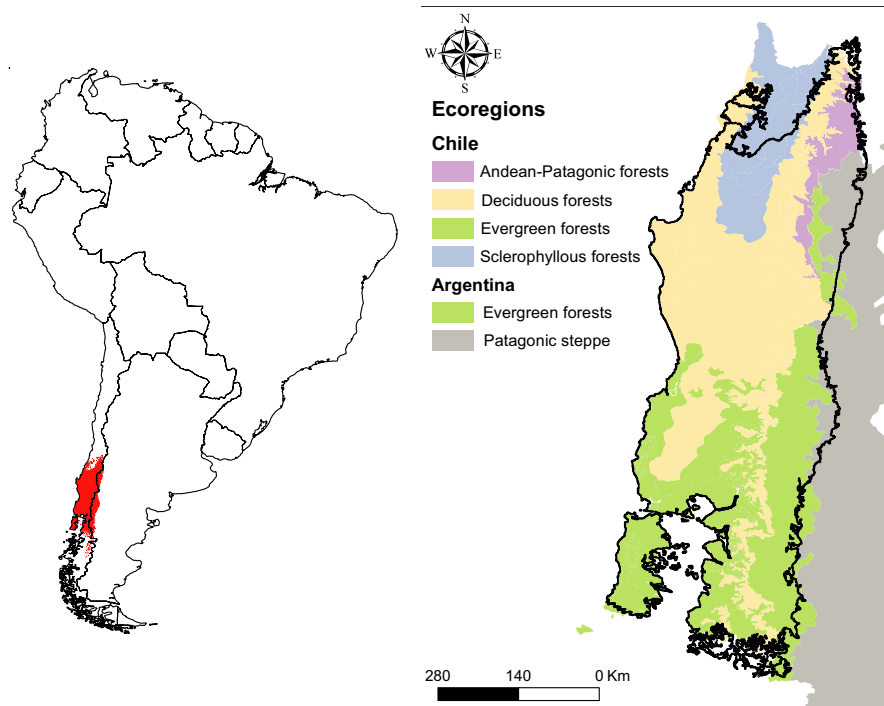 N
W E
S
Ecoregions
Chile
Andean-Patagonic forests
Deciduous forests
Evergreen forests
Sclerophyllous forests
Argentina
Evergreen forests
Patagonic steppe
280 140 0 Km